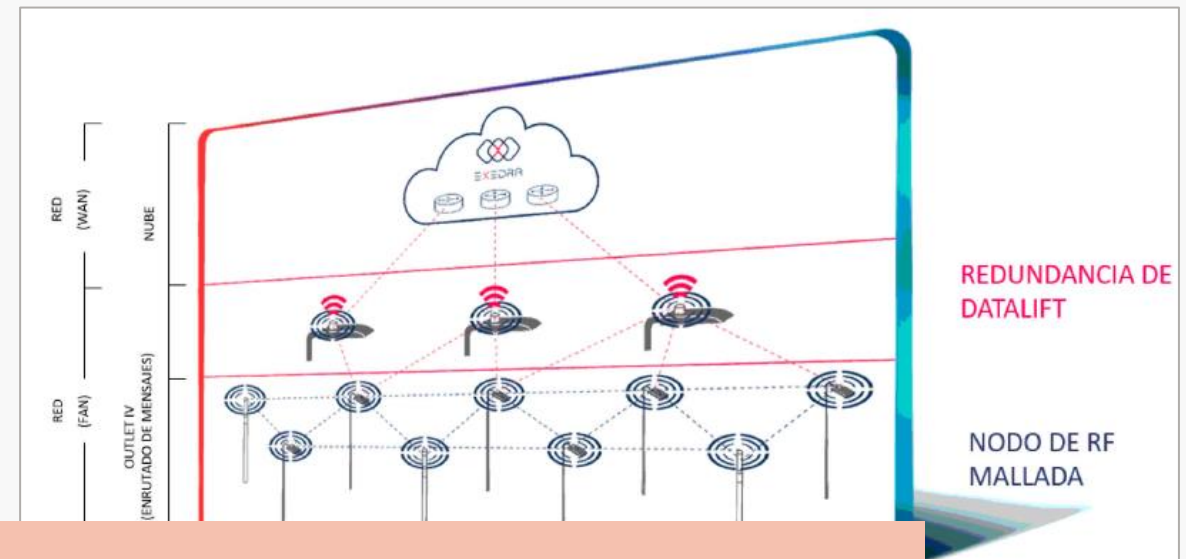 EXEDRA
RED
(WAN)
NUBE
REDUNDANCIA DE
DATALIFT
RED
(FAN)
OUTLET IV
(ENRUTADO DE MENSAJES)
NODO DE RF
MALLADA